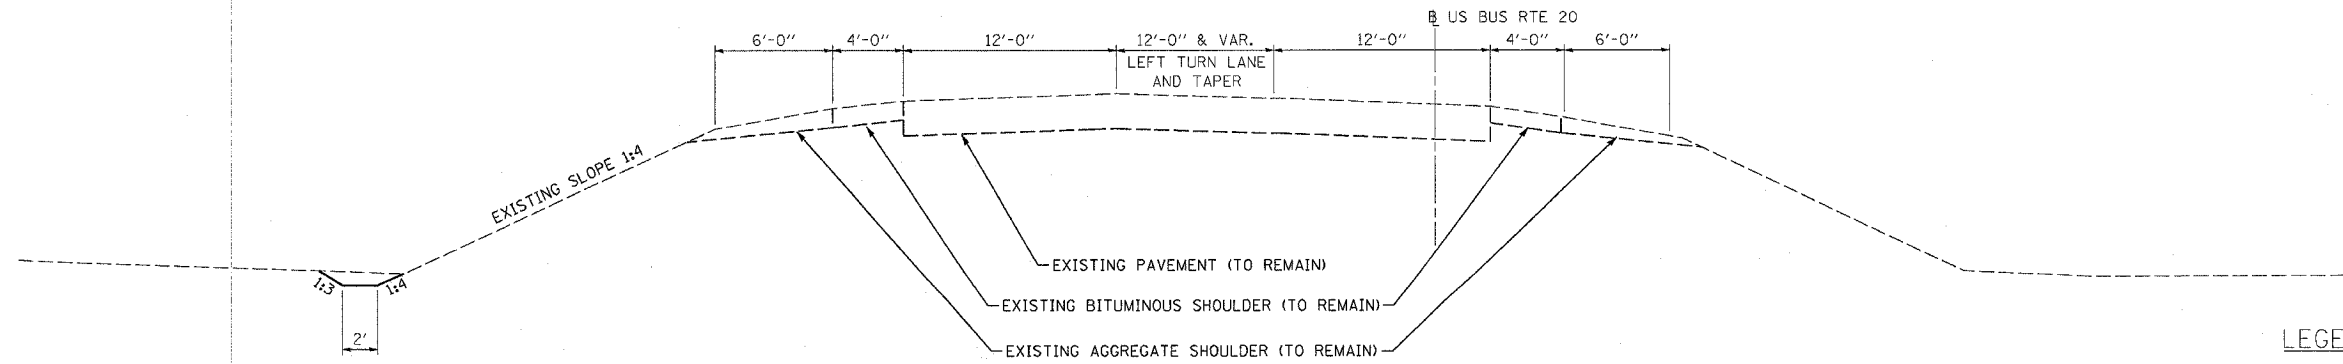 B US BUS RTE 20
6'-0" 4'-0" 12'-0" 12'-0" & VAR. 12'-0" 4'-0" 6'-0"
LEFT TURN LANE
AND TAPER
EXISTING SLOPE 1:4
EXISTING PAVEMENT (TO REMAIN)
1:3 1:4
EXISTING BITUMINOUS SHOULDER (TO REMAIN)
2'
EXISTING AGGREGATE SHOULDER (TO REMAIN)
LEGE